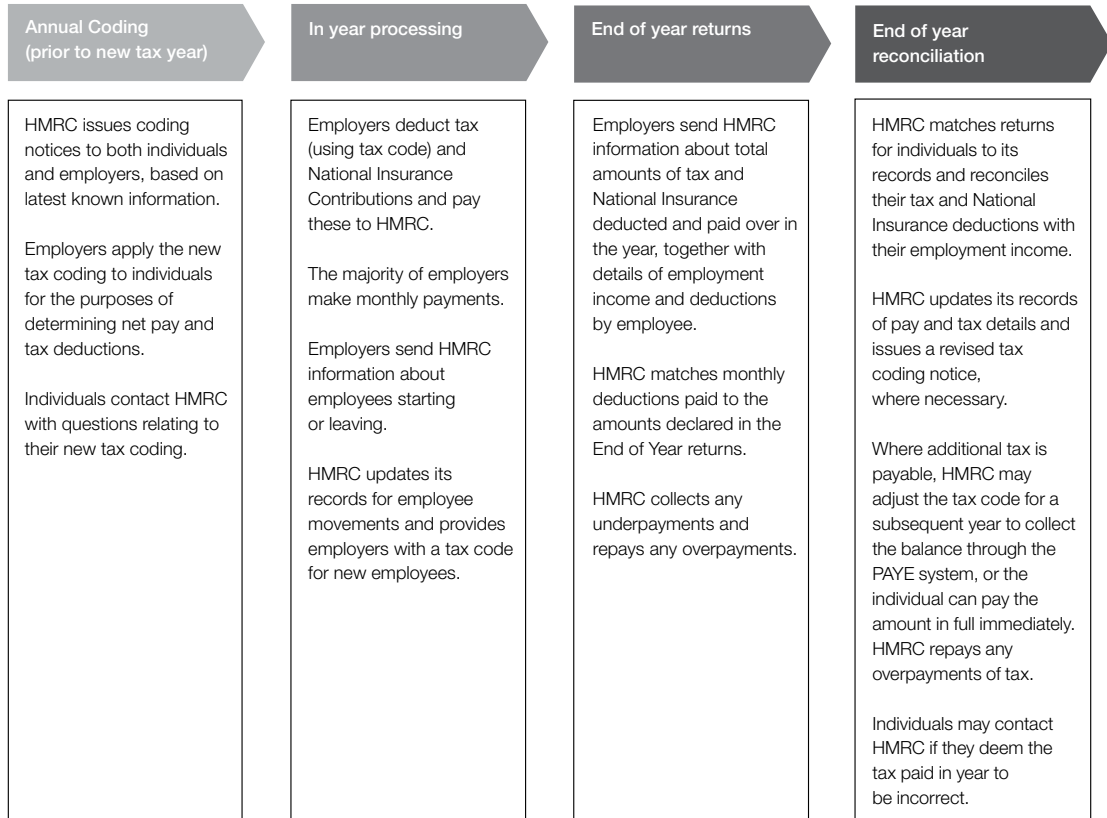 Annual Coding
(prior to new tax year)
HMRC issues coding
notices to both individuals
and employers, based on
latest known information.
Employers apply the new
tax coding to individuals
for the purposes of
determining net pay and
tax deductions.
Individuals contact HMRC
with questions relating to
their new tax coding.
In year processing
Employers deduct tax
(using tax code) and
National Insurance
Contributions and pay
these to HMRC.
The majority of employers
make monthly payments.
Employers send HMRC
information about
employees starting
or leaving.
HMRC updates its
records for employee
movements and provides
employers with a tax code
for new employees.
End of year returns
Employers send HMRC
information about total
amounts of tax and
National Insurance
deducted and paid over in
the year, together with
details of employment
income and deductions
by employee.
HMRC matches monthly
deductions paid to the
amounts declared in the
End of Year returns.
HMRC collects any
underpayments and
repays any overpayments.
End of year
reconciliation
HMRC matches returns
for individuals to its
records and reconciles
their tax and National
Insurance deductions with
their employment income.
HMRC updates its records
of pay and tax details and
issues a revised tax
coding notice,
where necessary.
Where additional tax is
payable, HMRC may
adjust the tax code for a
subsequent year to collect
the balance through the
PAYE system, or the
individual can pay the
amount in full immediately.
HMRC repays any
overpayments of tax.
Individuals may contact
HMRC if they deem the
tax paid in year to
be incorrect.